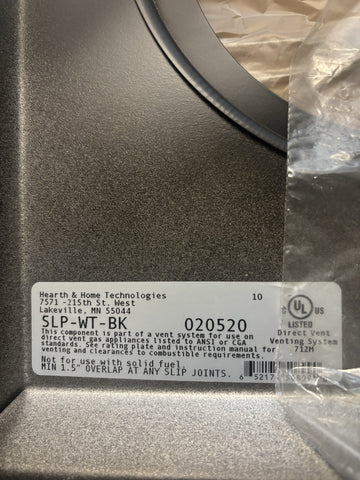 Hearth & Home Technologies
7571 -215th St. West
Lakeville, MN 55044
10
SLP-WT-BK 020520
This component is part of a vent system for use on
direct vent gas appliances listed to ANSI or CGA
standards. See rating plate and instruction manual for
venting and clearances to combustible requirements.
Not for use with solid fuel.
MIN 1.5" OVERLAP AT ANY SLIP JOINTS.
C UL US
LISTED
Direct Vent
Venting System
712M
6